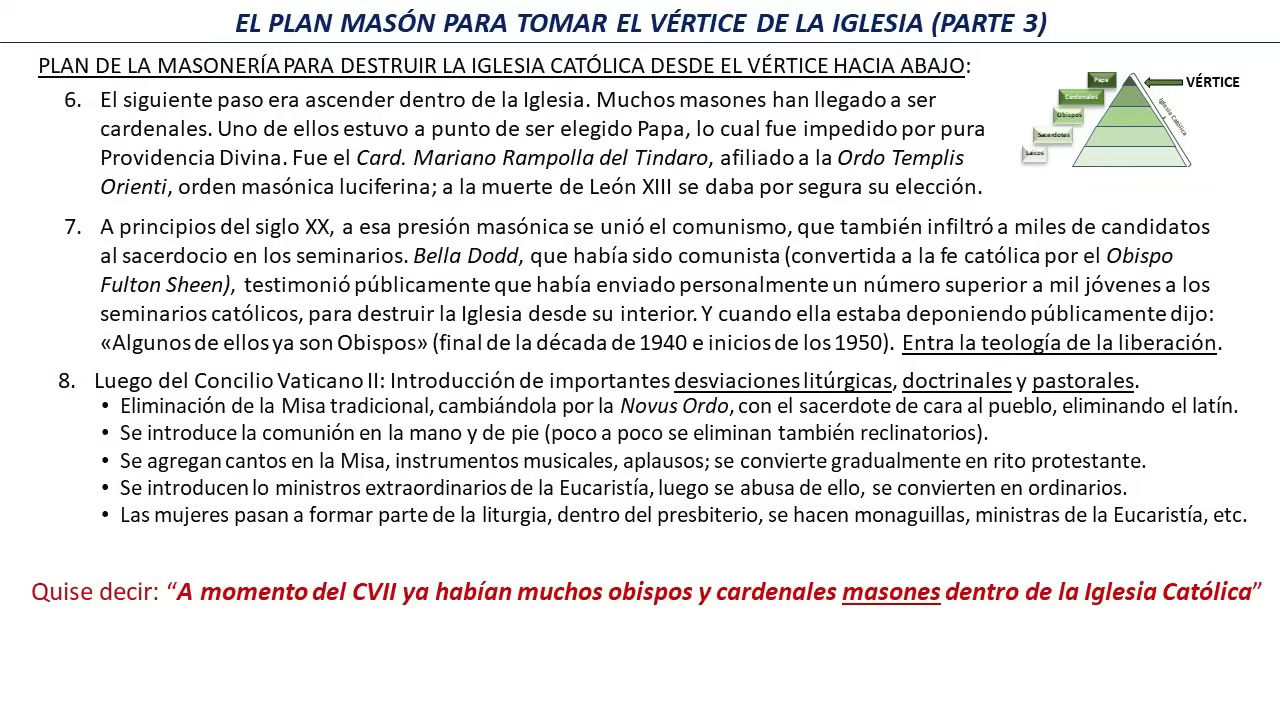 EL PLAN MASÓN PARA TOMAR EL VÉRTICE DE LA IGLESIA (PARTE 3)
PLAN DE LA MASONERÍA PARA DESTRUIR LA IGLESIA CATÓLICA DESDE EL VÉRTICE HACIA ABAJO:
6. El siguiente paso era ascender dentro de la Iglesia. Muchos masones han llegado a ser
cardenales. Uno de ellos estuvo a punto de ser elegido Papa, lo cual fue impedido por pura
Providencia Divina. Fue el Card. Mariano Rampolla del Tindaro, afiliado a la Ordo Templis
Orienti, orden masónica luciferina; a la muerte de León XIII se daba por segura su elección.
Papa
Cardenales
Obispos
Sacerdotes
Laicos
Iglesia Católica
VÉRTICE
7. A principios del siglo XX, a esa presión masónica se unió el comunismo, que también infiltró a miles de candidatos
al sacerdocio en los seminarios. Bella Dodd, que había sido comunista (convertida a la fe católica por el Obispo
Fulton Sheen), testimonió públicamente que había enviado personalmente un número superior a mil jóvenes a los
seminarios católicos, para destruir la Iglesia desde su interior. Y cuando ella estaba deponiendo públicamente dijo:
«Algunos de ellos ya son Obispos» (final de la década de 1940 e inicios de los 1950). Entra la teología de la liberación.
8. Luego del Concilio Vaticano II: Introducción de importantes desviaciones litúrgicas, doctrinales y pastorales.
• Eliminación de la Misa tradicional, cambiándola por la Novus Ordo, con el sacerdote de cara al pueblo, eliminando el latín.
• Se introduce la comunión en la mano y de pie (poco a poco se eliminan también reclinatorios).
• Se agregan cantos en la Misa, instrumentos musicales, aplausos; se convierte gradualmente en rito protestante.
• Se introducen lo ministros extraordinarios de la Eucaristía, luego se abusa de ello, se convierten en ordinarios.
• Las mujeres pasan a formar parte de la liturgia, dentro del presbiterio, se hacen monaguillas, ministras de la Eucaristía, etc.
Quise decir: “A momento del CVII ya habían muchos obispos y cardenales masones dentro de la Iglesia Católica”